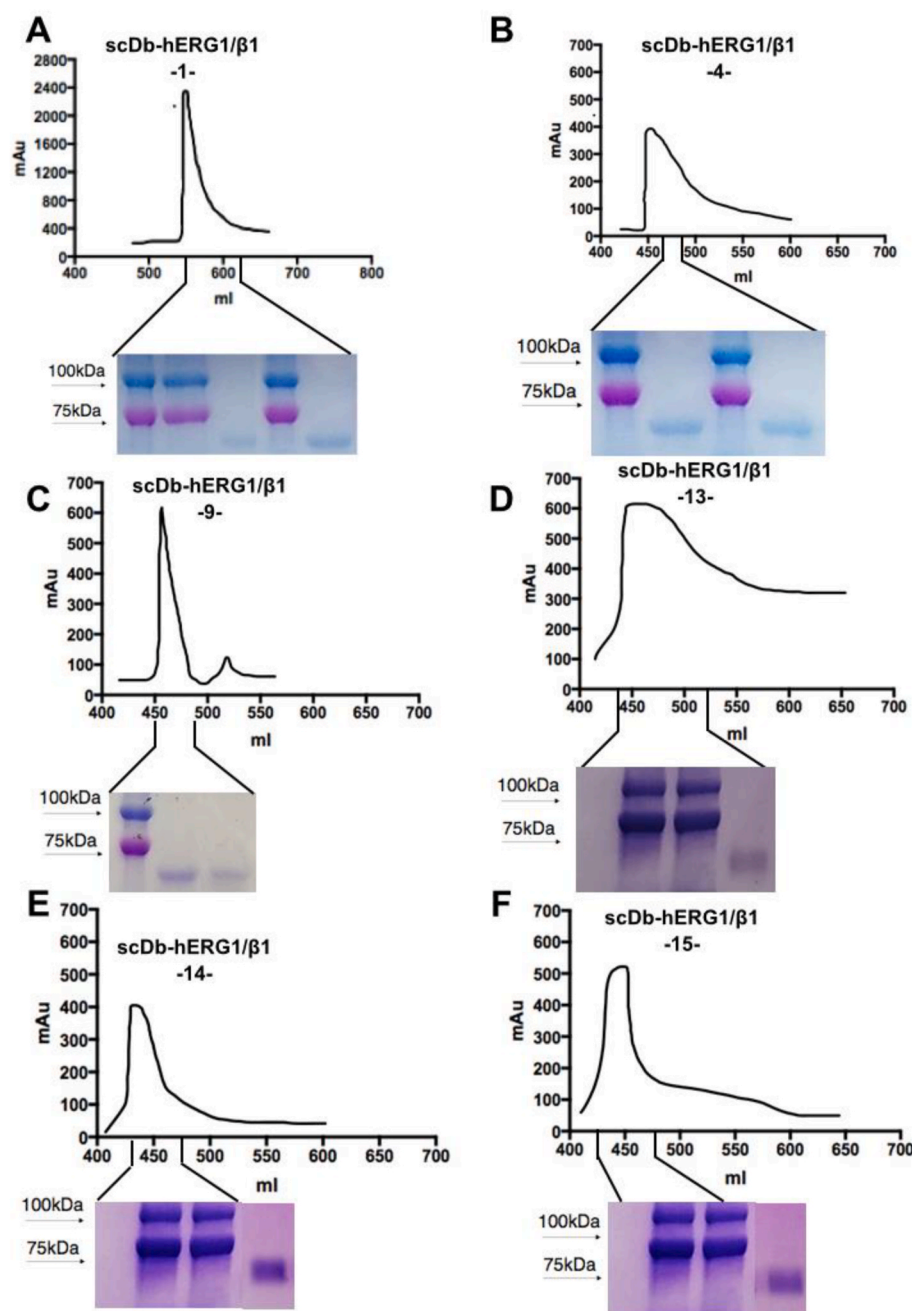 A
scDb-hERG1/β1
-1-
2800
2400
2000
1600
1200
800
400
mAu
400 500 600 700 800
ml
100kDa
75kDa
B
scDb-hERG1/β1
-4-
700
600
500
400
300
200
100
0
mAu
400 450 500 550 600 650 700
ml
100kDa
75kDa
C
scDb-hERG1/β1
-9-
700
600
500
400
300
200
100
0
mAu
400 450 500 550 600 650 700
ml
100kDa
75kDa
D
scDb-hERG1/β1
-13-
700
600
500
400
300
200
100
0
mAu
400 450 500 550 600 650 700
ml
100kDa
75kDa
E
scDb-hERG1/β1
-14-
700
600
500
400
300
200
100
0
mAu
400 450 500 550 600 650 700
ml
100kDa
75kDa
F
scDb-hERG1/β1
-15-
700
600
500
400
300
200
100
0
mAu
400 450 500 550 600 650 700
ml
100kDa
75kDa